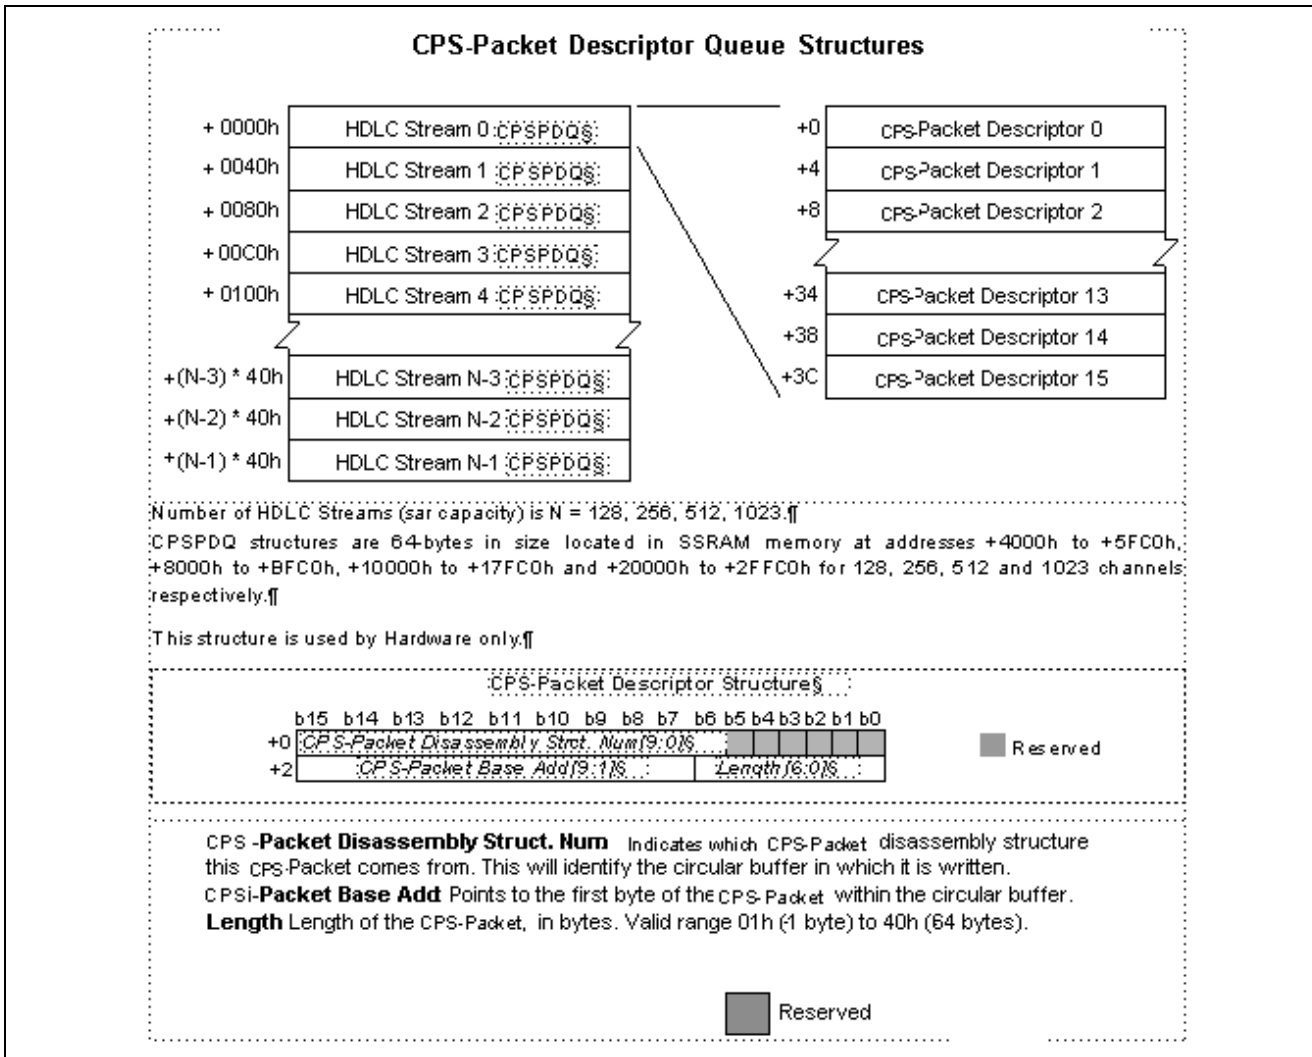 CPS-Packet Descriptor Queue Structures
+ 0000h HDLC Stream 0 CPSPDQ§
+ 0040h HDLC Stream 1 CPSPDQ§
+ 0080h HDLC Stream 2 CPSPDQ§
+ 00C0h HDLC Stream 3 CPSPDQ§
+ 0100h HDLC Stream 4 CPSPDQ§
+(N-3) * 40h HDLC Stream N-3 CPSPDQ§
+(N-2) * 40h HDLC Stream N-2 CPSPDQ§
+(N-1) * 40h HDLC Stream N-1 CPSPDQ§
+0 CPS-Packet Descriptor 0
+4 CPS-Packet Descriptor 1
+8 CPS-Packet Descriptor 2
+34 CPS-Packet Descriptor 13
+38 CPS-Packet Descriptor 14
+3C CPS-Packet Descriptor 15
Number of HDLC Streams (sar capacity) is N = 128, 256, 512, 1023.¶
CPSPDQ structures are 64-bytes in size located in SSRAM memory at addresses +4000h to +5FC0h,
+8000h to +BFC0h, +10000h to +17FC0h and +20000h to +2FFC0h for 128, 256, 512 and 1023 channels
respectively.¶
This structure is used by Hardware only.¶
CPS-Packet Descriptor Structure§
b15 b14 b13 b12 b11 b10 b9 b8 b7 b6 b5 b4 b3 b2 b1 b0
+0 CPS-Packet Disassembly Strct. Num[9:0]§
+2 CPS-Packet Base Add[9:1]§ Length[6:0]§
Reserved
CPS -Packet Disassembly Struct. Num Indicates which CPS-Packet disassembly structure
this CPS-Packet comes from. This will identify the circular buffer in which it is written.
CPSi-Packet Base Add Points to the first byte of the CPS-Packet within the circular buffer.
Length Length of the CPS-Packet, in bytes. Valid range 01h (-1 byte) to 40h (64 bytes).
Reserved